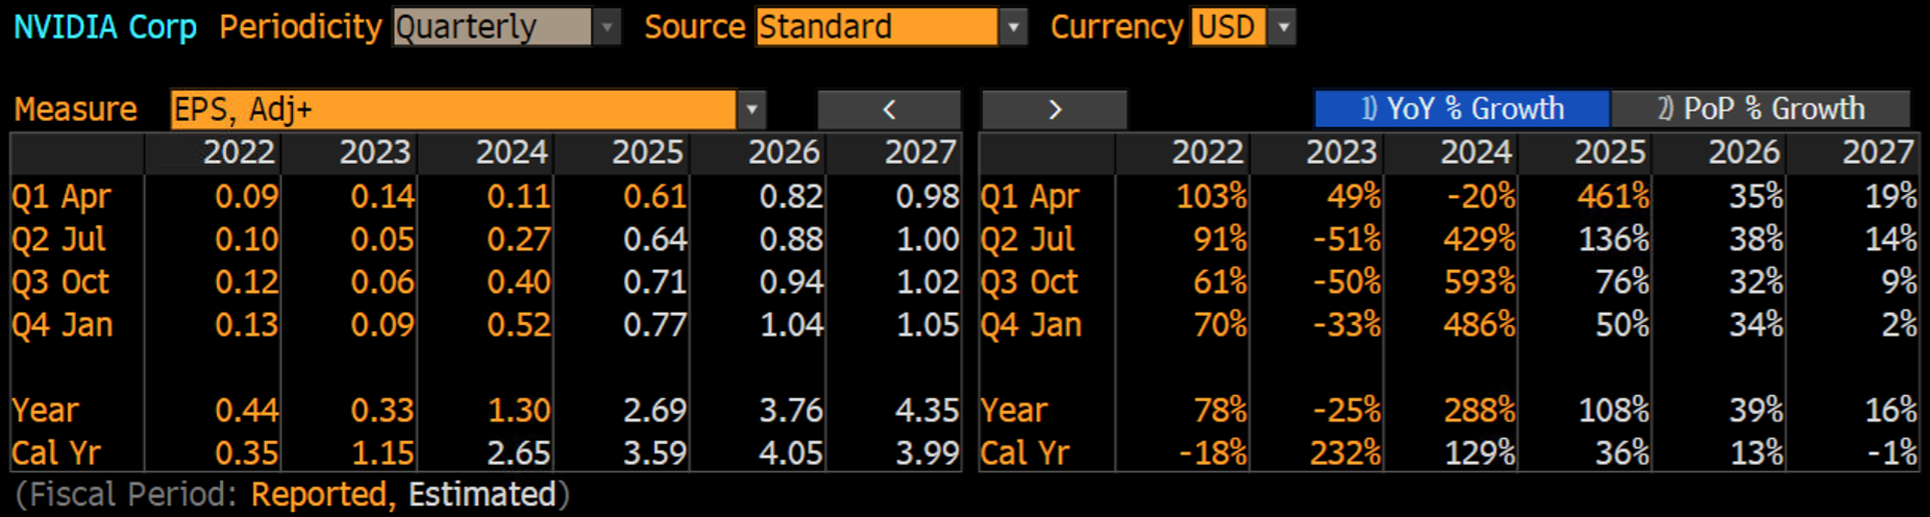 NVIDIA Corp Periodicity Quarterly Source Standard Currency USD
Measure EPS, Adj+ < > 1) YoY % Growth 2) PoP % Growth
2022 2023 2024 2025 2026 2027 2022 2023 2024 2025 2026 2027
Q1 Apr 0.09 0.14 0.11 0.61 0.82 0.98 Q1 Apr 103% 49% -20% 461% 35% 19%
Q2 Jul 0.10 0.05 0.27 0.64 0.88 1.00 Q2 Jul 91% -51% 429% 136% 38% 14%
Q3 Oct 0.12 0.06 0.40 0.71 0.94 1.02 Q3 Oct 61% -50% 593% 76% 32% 9%
Q4 Jan 0.13 0.09 0.52 0.77 1.04 1.05 Q4 Jan 70% -33% 486% 50% 34% 2%
Year 0.44 0.33 1.30 2.69 3.76 4.35 Year 78% -25% 288% 108% 39% 16%
Cal Yr 0.35 1.15 2.65 3.59 4.05 3.99 Cal Yr -18% 232% 129% 36% 13% -1%
(Fiscal Period: Reported, Estimated)